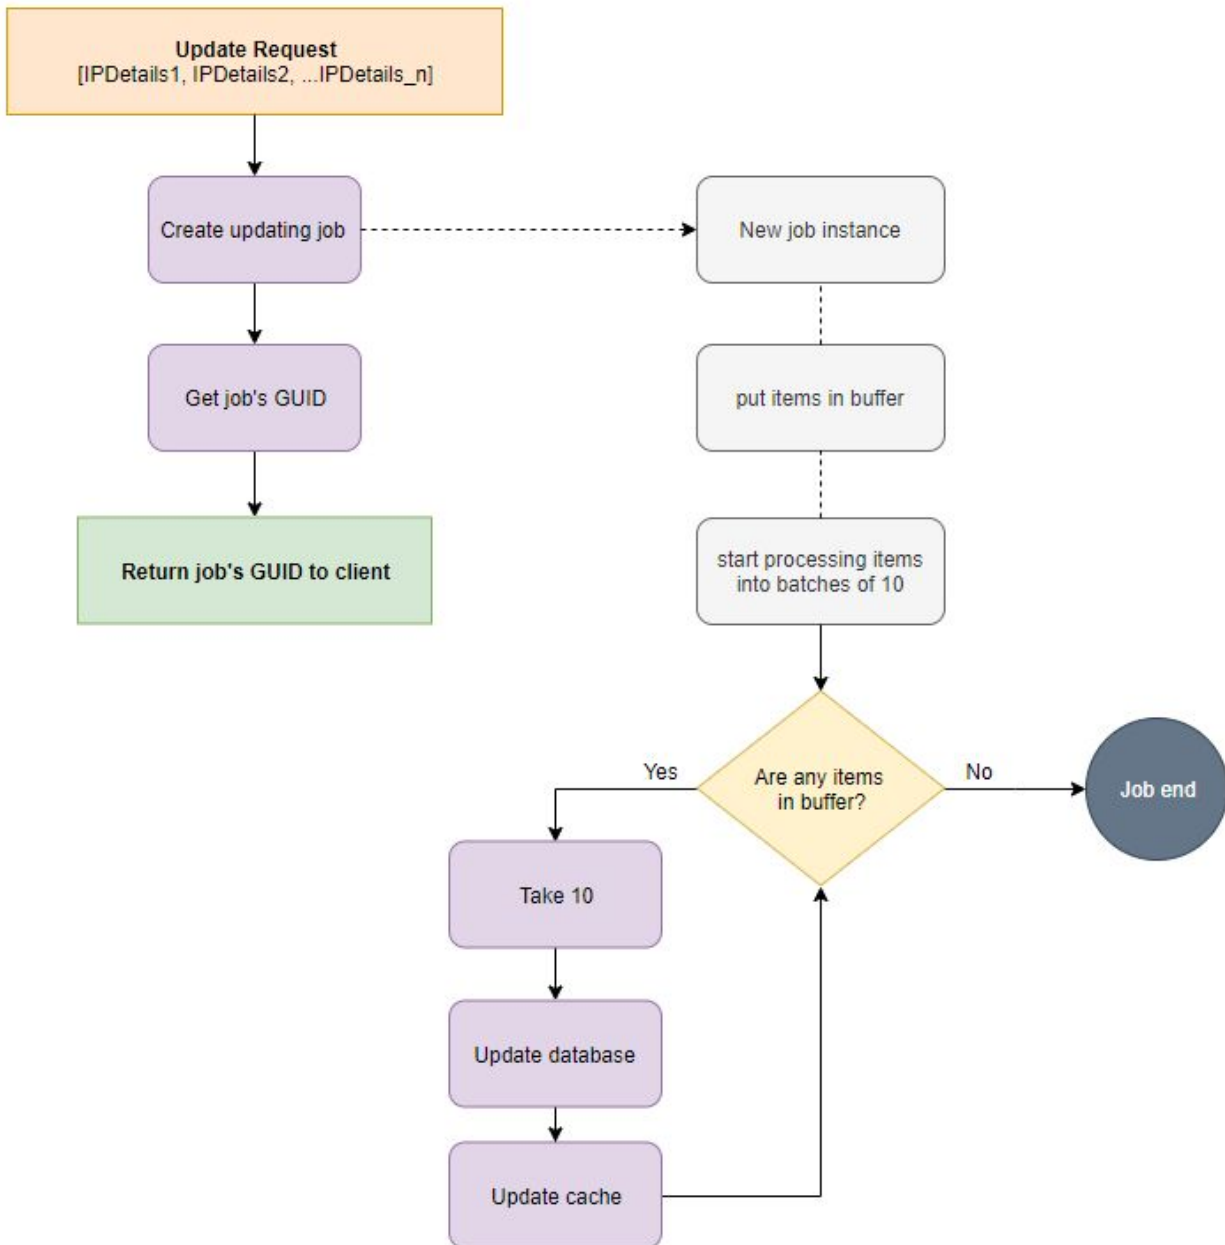 Update Request
[IPDetails1, IPDetails2, ...IPDetails_n]
Create updating job
New job instance
Get job's GUID
put items in buffer
Return job's GUID to client
start processing items
into batches of 10
Yes
Are any items
in buffer?
No
Job end
Take 10
Update database
Update cache